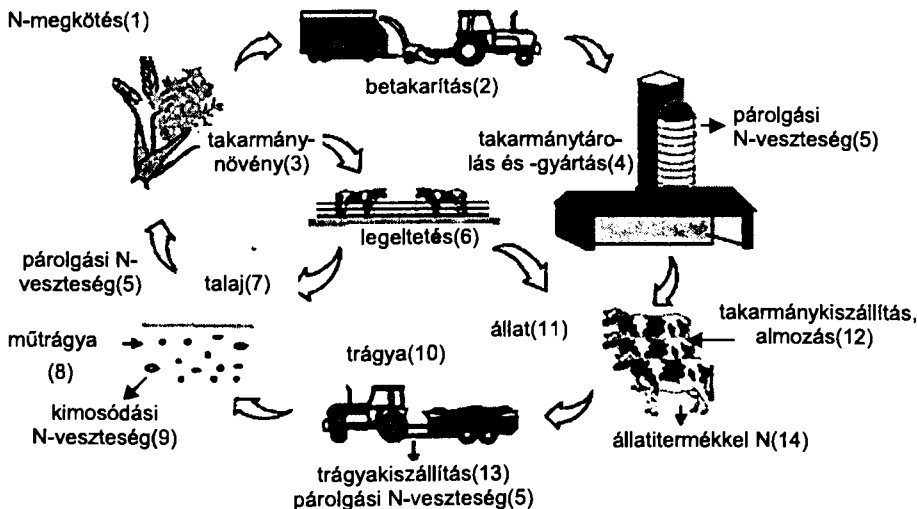 N-megkötés(1)
betakarítás(2)
takarmány-
növény(3)
takarmánytáro-
lás és -gyártás(4)
párolgási
N-veszteség(5)
legeltetés(6)
párolgási N-
veszteség(5)
talaj(7)
állat(11)
takarmánykiszállítás,
almozás(12)
műtrágya
(8)
trágya(10)
kimosódási
N-veszteség(9)
trágyakiszállítás(13)
párolgási N-veszteség(5)
állatitermékkel N(14)